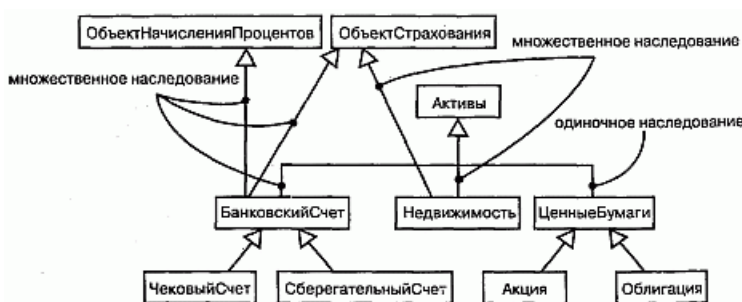 ОбъектНачисленияПроцентов
ОбъектСтрахования
множественное наследование
множественное наследование
Активы
одиночное наследование
БанковскийСчет
Недвижимость
ЦенныеБумаги
ЧековыйСчет
СберегательныйСчет
Акция
Облигация